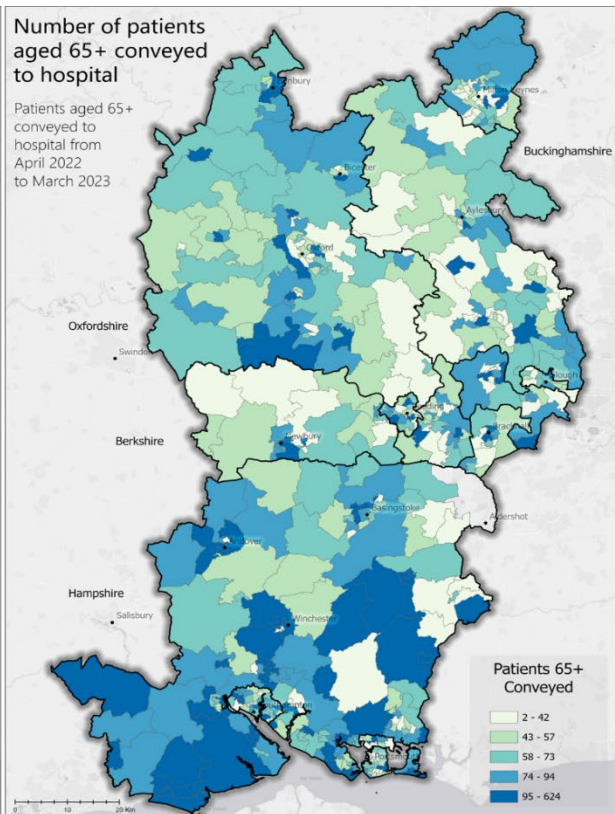 Number of patients
aged 65+ conveyed
to hospital
Patients aged 65+
conveyed to
hospital from
April 2022
to March 2023
Buckinghamshire
Bicester
Aylesbury
Oxford
Oxfordshire
Swindon
Slough
Berkshire
Newbury
Basingstoke
Aldershot
Andover
Hampshire
Salisbury
Winchester
Patients 65+
Conveyed
2 - 42
43 - 57
58 - 73
74 - 94
95 - 624
0
10
20 Km